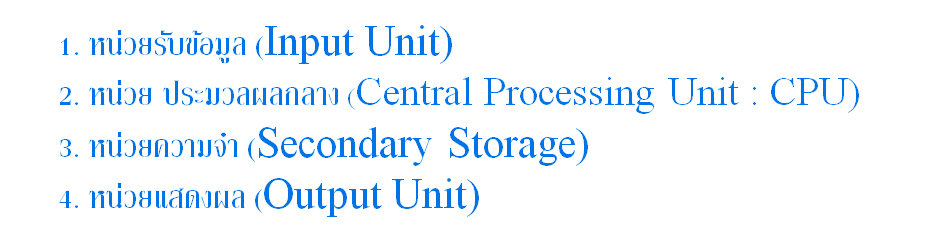 1. หน่วยรับข้อมูล (Input Unit)
2. หน่วย ประมวลผลกลาง (Central Processing Unit : CPU)
3. หน่วยความจำ (Secondary Storage)
4. หน่วยแสดงผล (Output Unit)